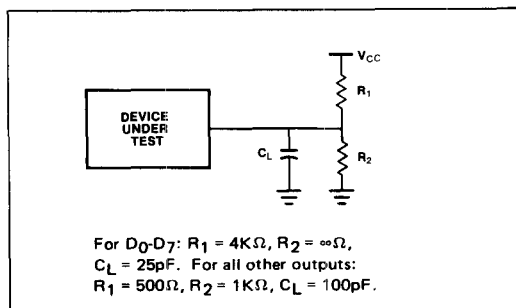 VCC
R1
DEVICE
UNDER
TEST
CL
R2
For D0-D7: R1 = 4KΩ, R2 = ∞Ω,
CL = 25pF. For all other outputs:
R1 = 500Ω, R2 = 1KΩ, CL = 100pF.